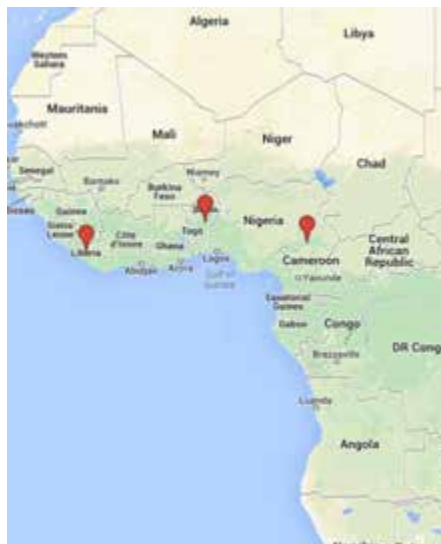 Algeria
Libya
Western
Sahara
Mauritania
Mali
Niger
Chad
Senegal
Niamey
Bamako
Burkina
Faso
Guinea
Nigeria
Sierra
Leone
Côte
d'Ivoire
Togo
Ghana
Liberia
Abidjan
Accra
Lagos
Gulf of
Guinea
Cameroon
Yaounde
Central
African
Republic
Equatorial
Guinea
Gabon
Congo
DR Cong
Brazzaville
Luanda
Angola